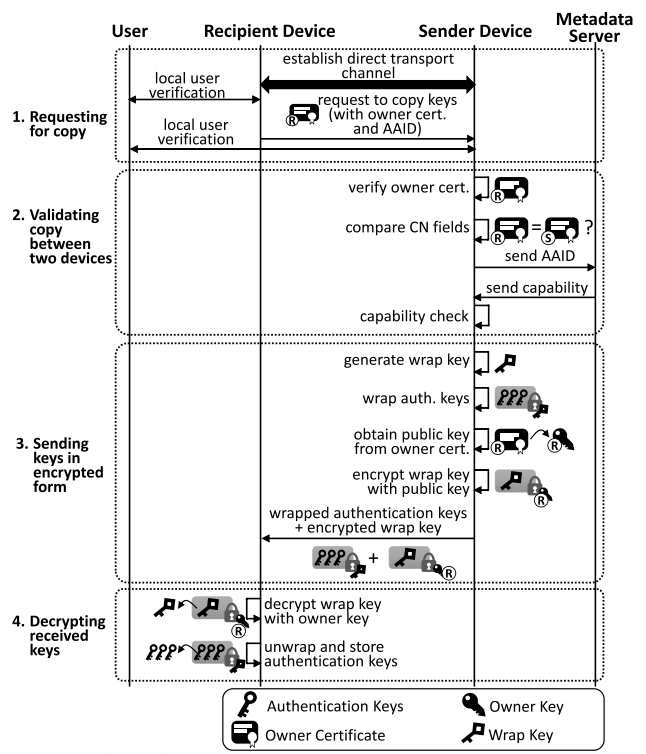 User
Recipient Device
Sender Device
Metadata
Server
1. Requesting
for copy
establish direct transport
channel
local user
verification
request to copy keys
(with owner cert.
and AAID)
R
local user
verification
2. Validating
copy
between
two devices
verify owner cert.
R
compare CN fields
R = S ?
send AAID
send capability
capability check
3. Sending
keys in
encrypted
form
generate wrap key
wrap auth. keys
obtain public key
from owner cert.
R R
encrypt wrap key
with public key
R
wrapped authentication keys
+ encrypted wrap key
+ R
4. Decrypting
received
keys
decrypt wrap key
with owner key
R
unwrap and store
authentication keys
Authentication Keys
Owner Key
Owner Certificate
Wrap Key